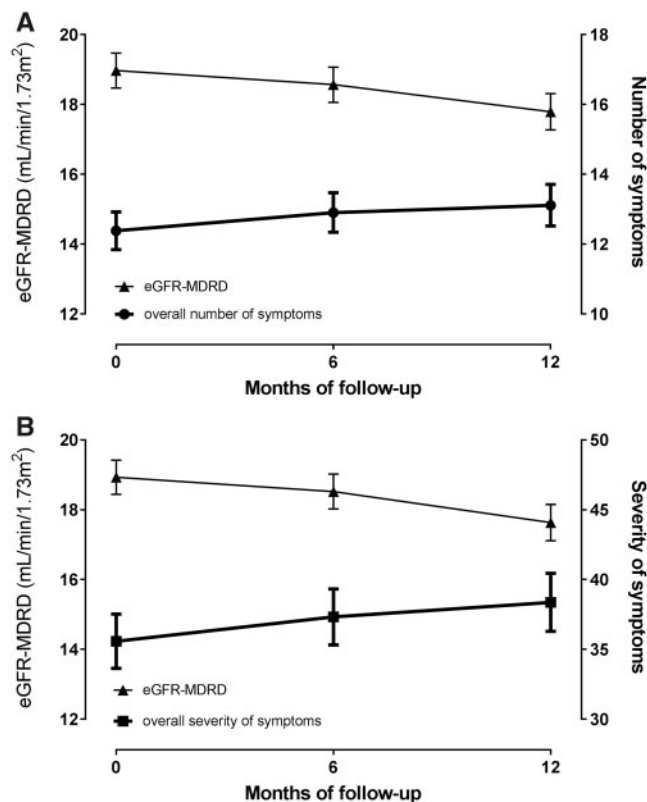 A
20
18
16
14
12
eGFR-MDRD (mL/min/1.73m²)
18
16
14
12
10
Number of symptoms
eGFR-MDRD
overall number of symptoms
0 6 12
Months of follow-up
B
20
18
16
14
12
eGFR-MDRD (mL/min/1.73m²)
50
45
40
35
30
Severity of symptoms
eGFR-MDRD
overall severity of symptoms
0 6 12
Months of follow-up